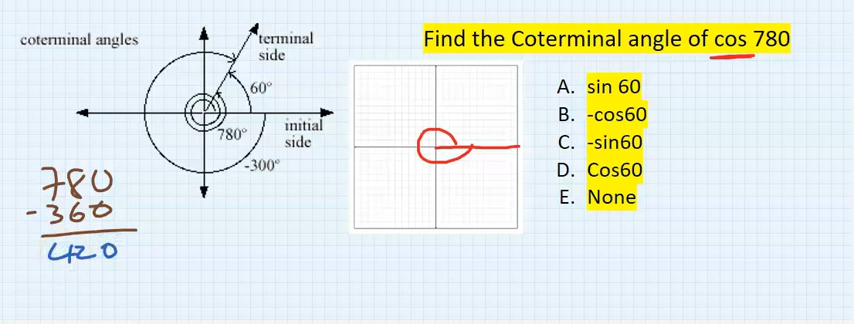 coterminal angles
terminal
side
60°
780°
initial
side
-300°
780
-360
420
Find the Coterminal angle of cos 780
A. sin 60
B. -cos60
C. -sin60
D. Cos60
E. None